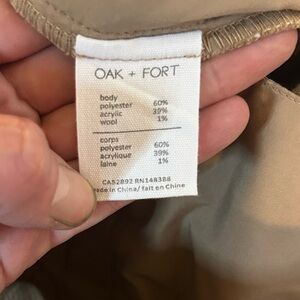 OAK + FORT
body
polyester 60%
acrylic 39%
wool 1%
corps
polyester 60%
acrylique 39%
laine 1%
CA52892 RN148388
made in China/ fait en Chine